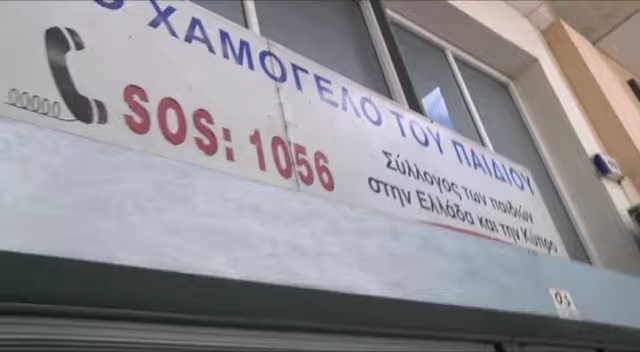 Ο ΧΑΜΟΓΕΛΟ ΤΟΥ ΠΑΙΔΙΟΥ
SOS: 1056
Σύλλογος των παιδιών
στην Ελλάδα και την Κύπρο